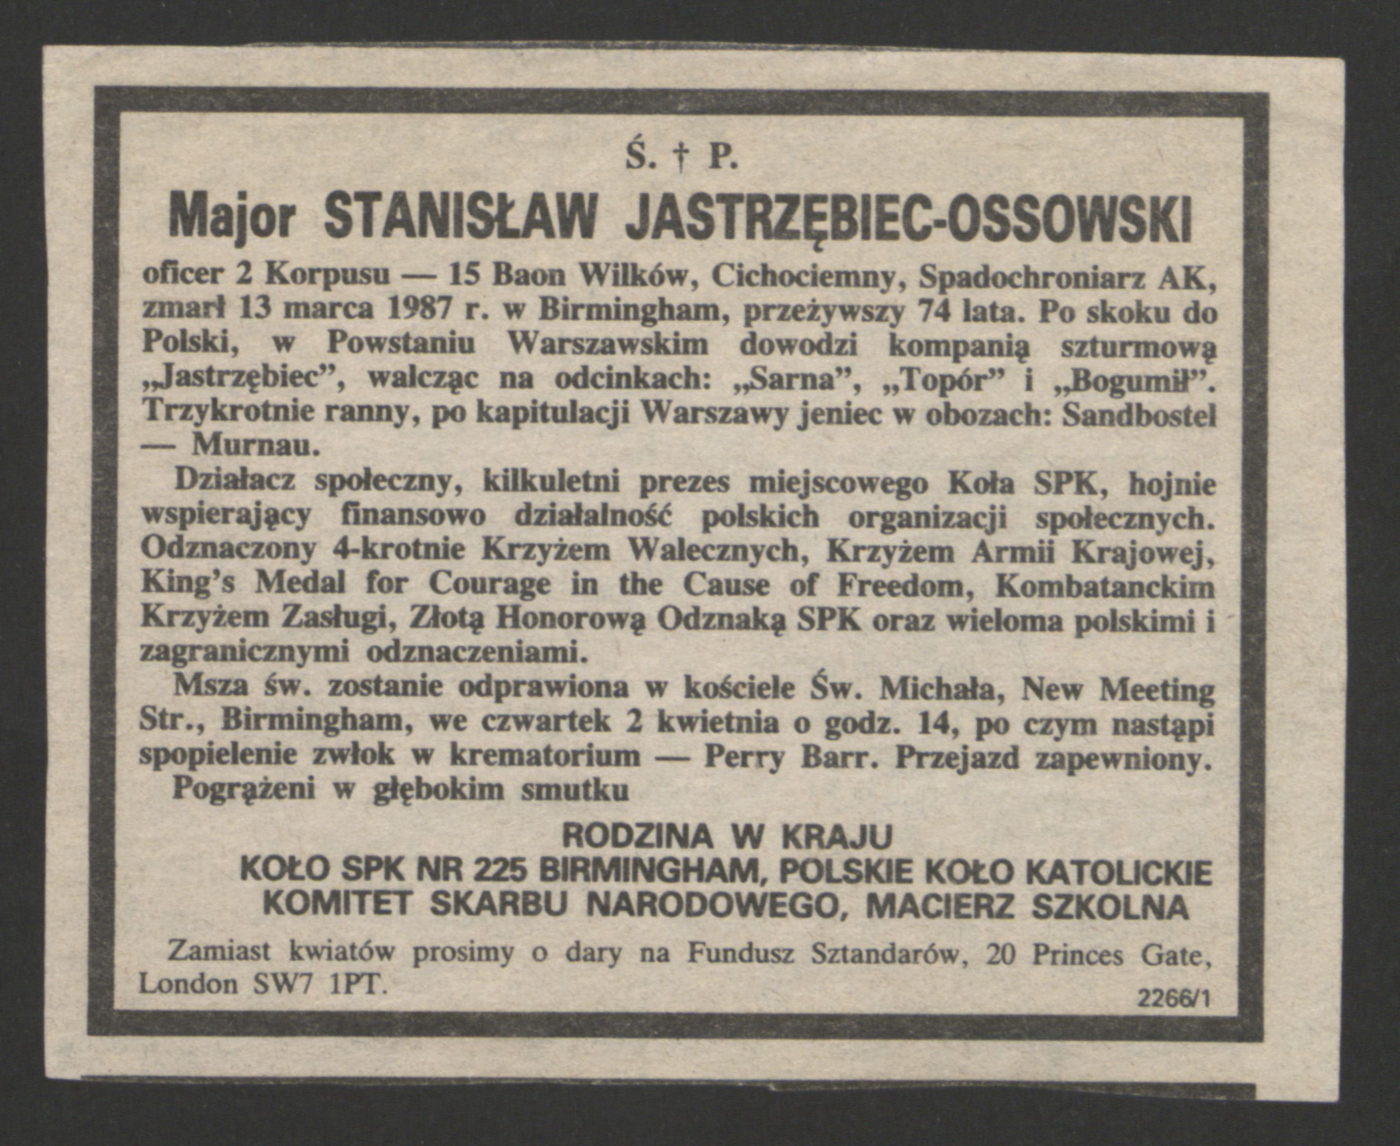 Ś. † P.
Major STANISŁAW JASTRZĘBIEC-OSSOWSKI
oficer 2 Korpusu — 15 Baon Wilków, Cichociemny, Spadochroniarz AK,
zmarł 13 marca 1987 r. w Birmingham, przeżywszy 74 lata. Po skoku do
Polski, w Powstaniu Warszawskim dowodzi kompanią szturmową
„Jastrzębiec”, walcząc na odcinkach: „Sarna”, „Topór” i „Bogumił”.
Trzykrotnie ranny, po kapitulacji Warszawy jeniec w obozach: Sandbostel
— Murnau.
Działacz społeczny, kilkuletni prezes miejscowego Koła SPK, hojnie
wspierający finansowo działalność polskich organizacji społecznych.
Odznaczony 4-krotnie Krzyżem Walecznych, Krzyżem Armii Krajowej,
King's Medal for Courage in the Cause of Freedom, Kombatanckim
Krzyżem Zasługi, Złotą Honorową Odznaką SPK oraz wieloma polskimi i
zagranicznymi odznaczeniami.
Msza św. zostanie odprawiona w kościele Św. Michała, New Meeting
Str., Birmingham, we czwartek 2 kwietnia o godz. 14, po czym nastąpi
spopielenie zwłok w krematorium — Perry Barr. Przejazd zapewniony.
Pogrążeni w głębokim smutku
RODZINA W KRAJU
KOŁO SPK NR 225 BIRMINGHAM, POLSKIE KOŁO KATOLICKIE
KOMITET SKARBU NARODOWEGO, MACIERZ SZKOLNA
Zamiast kwiatów prosimy o dary na Fundusz Sztandarów, 20 Princes Gate,
London SW7 1PT.
2266/1